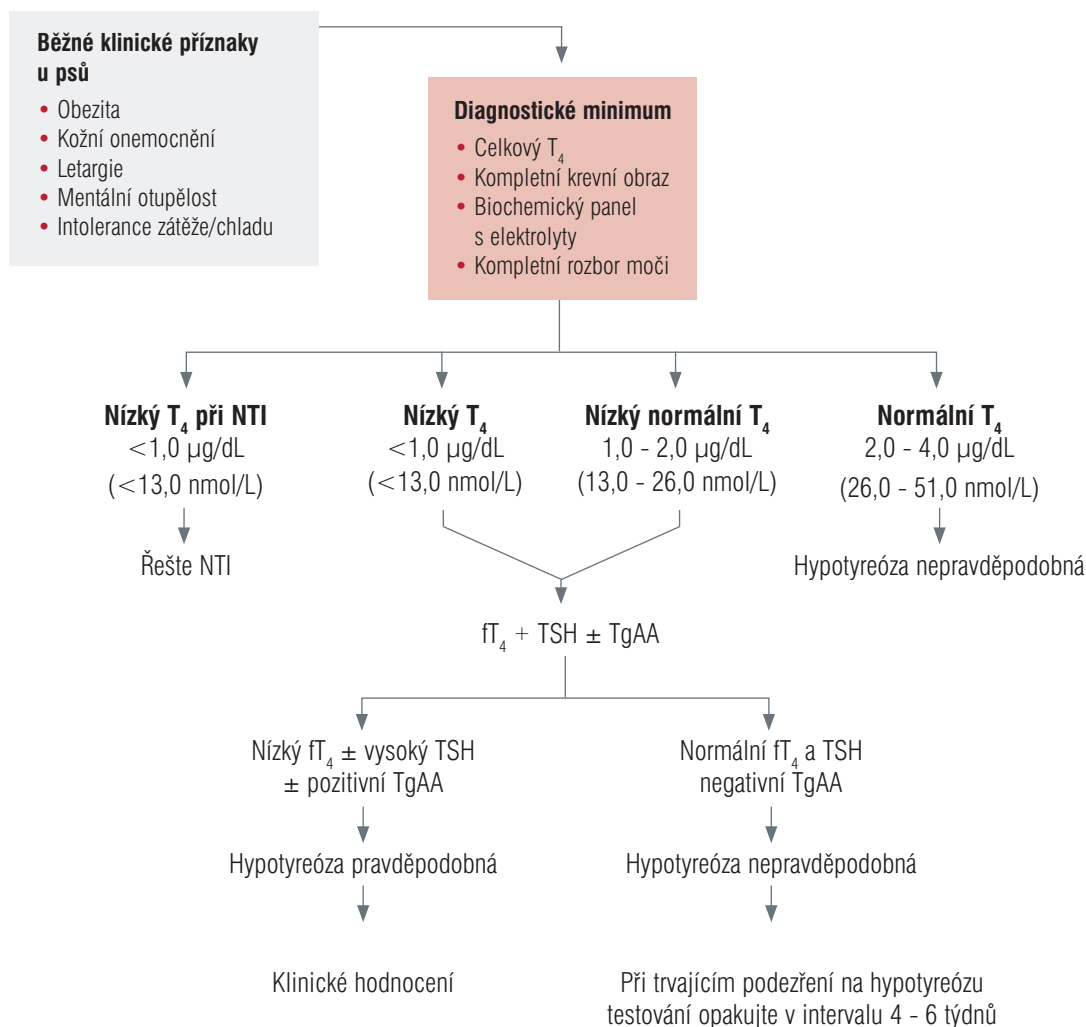 Běžné klinické příznaky
u psů
• Obezita
• Kožní onemocnění
• Letargie
• Mentální otupělost
• Intolerance zátěže/chladu
Diagnostické minimum
• Celkový T₄
• Kompletní krevní obraz
• Biochemický panel
s elektrolyty
• Kompletní rozbor moči
Nízký T₄ při NTI
<1,0 µg/dL
(<13,0 nmol/L)
Řešte NTI
Nízký T₄
<1,0 µg/dL
(<13,0 nmol/L)
Nízký normální T₄
1,0 - 2,0 µg/dL
(13,0 - 26,0 nmol/L)
Normální T₄
2,0 - 4,0 µg/dL
(26,0 - 51,0 nmol/L)
Hypotyreóza nepravděpodobná
fT₄ + TSH ± TgAA
Nízký fT₄ ± vysoký TSH
± pozitivní TgAA
Hypotyreóza pravděpodobná
Klinické hodnocení
Normální fT₄ a TSH
negativní TgAA
Hypotyreóza nepravděpodobná
Při trvajícím podezření na hypotyreózu
testování opakujte v intervalu 4 - 6 týdnů